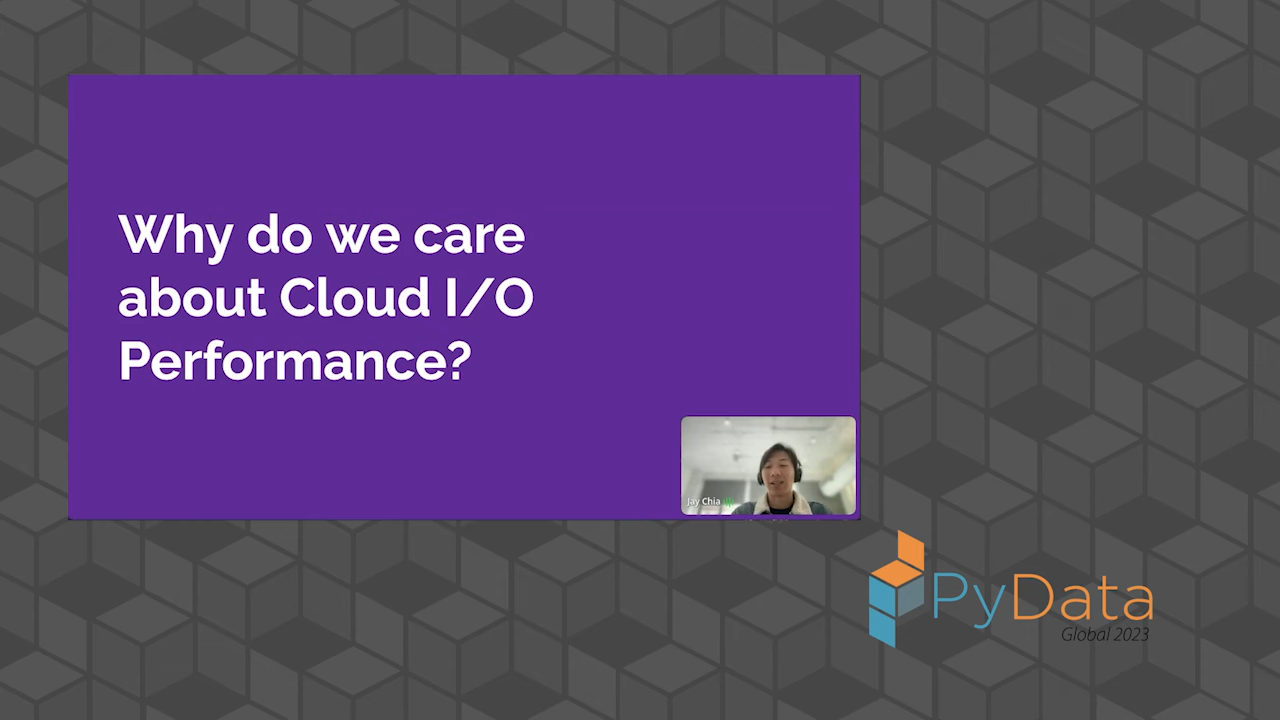 Why do we care
about Cloud I/O
Performance?
Jay Chia
PyData
Global 2023